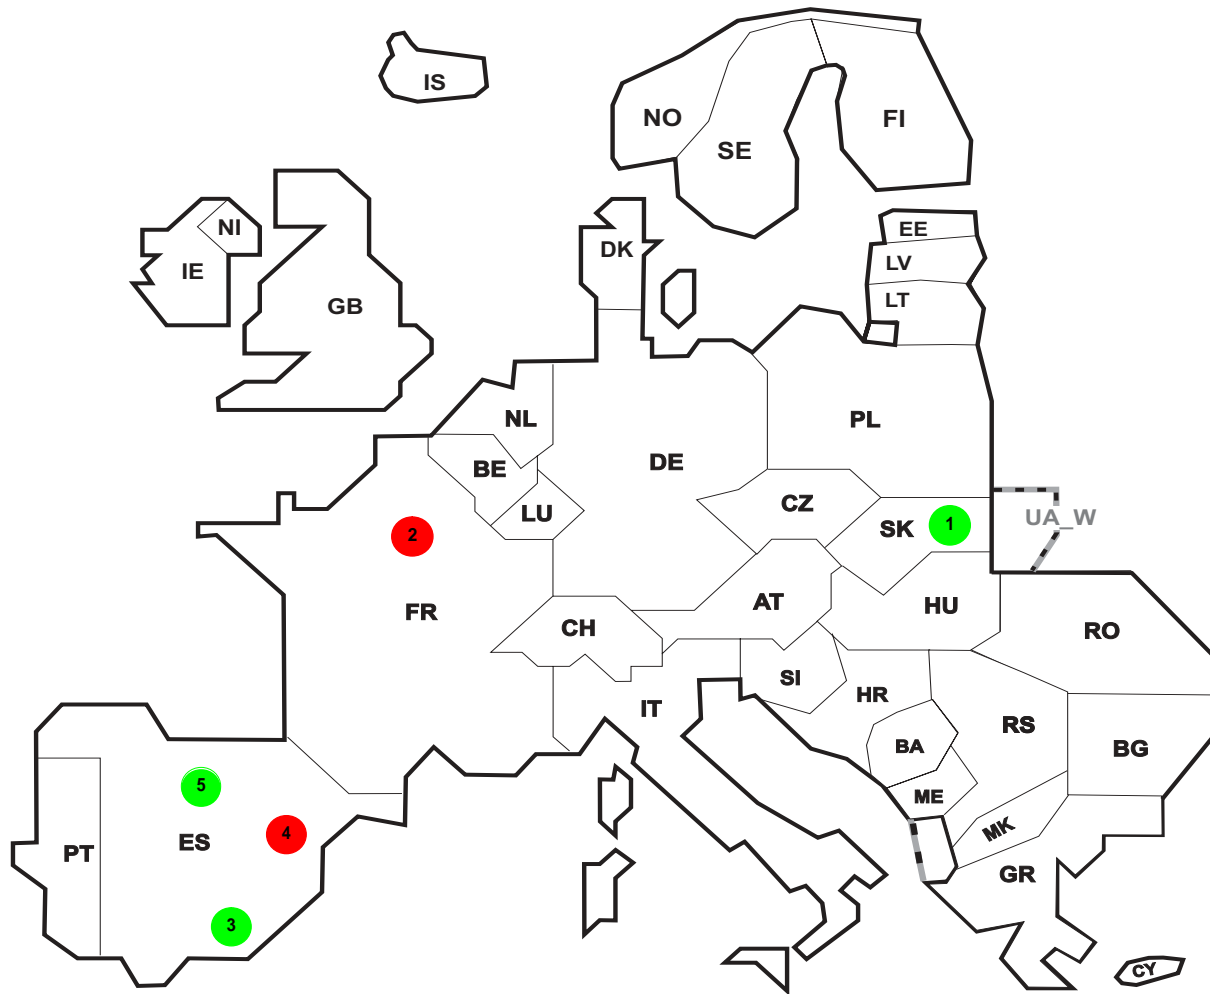 IS
NO
FI
SE
NI
EE
DK
LV
IE
LT
GB
NL
PL
BE
DE
CZ
LU
UA_W
1
SK
2
AT
HU
FR
CH
RO
SI
HR
IT
RS
BA
BG
5
ME
4
MK
ES
PT
GR
3
CY